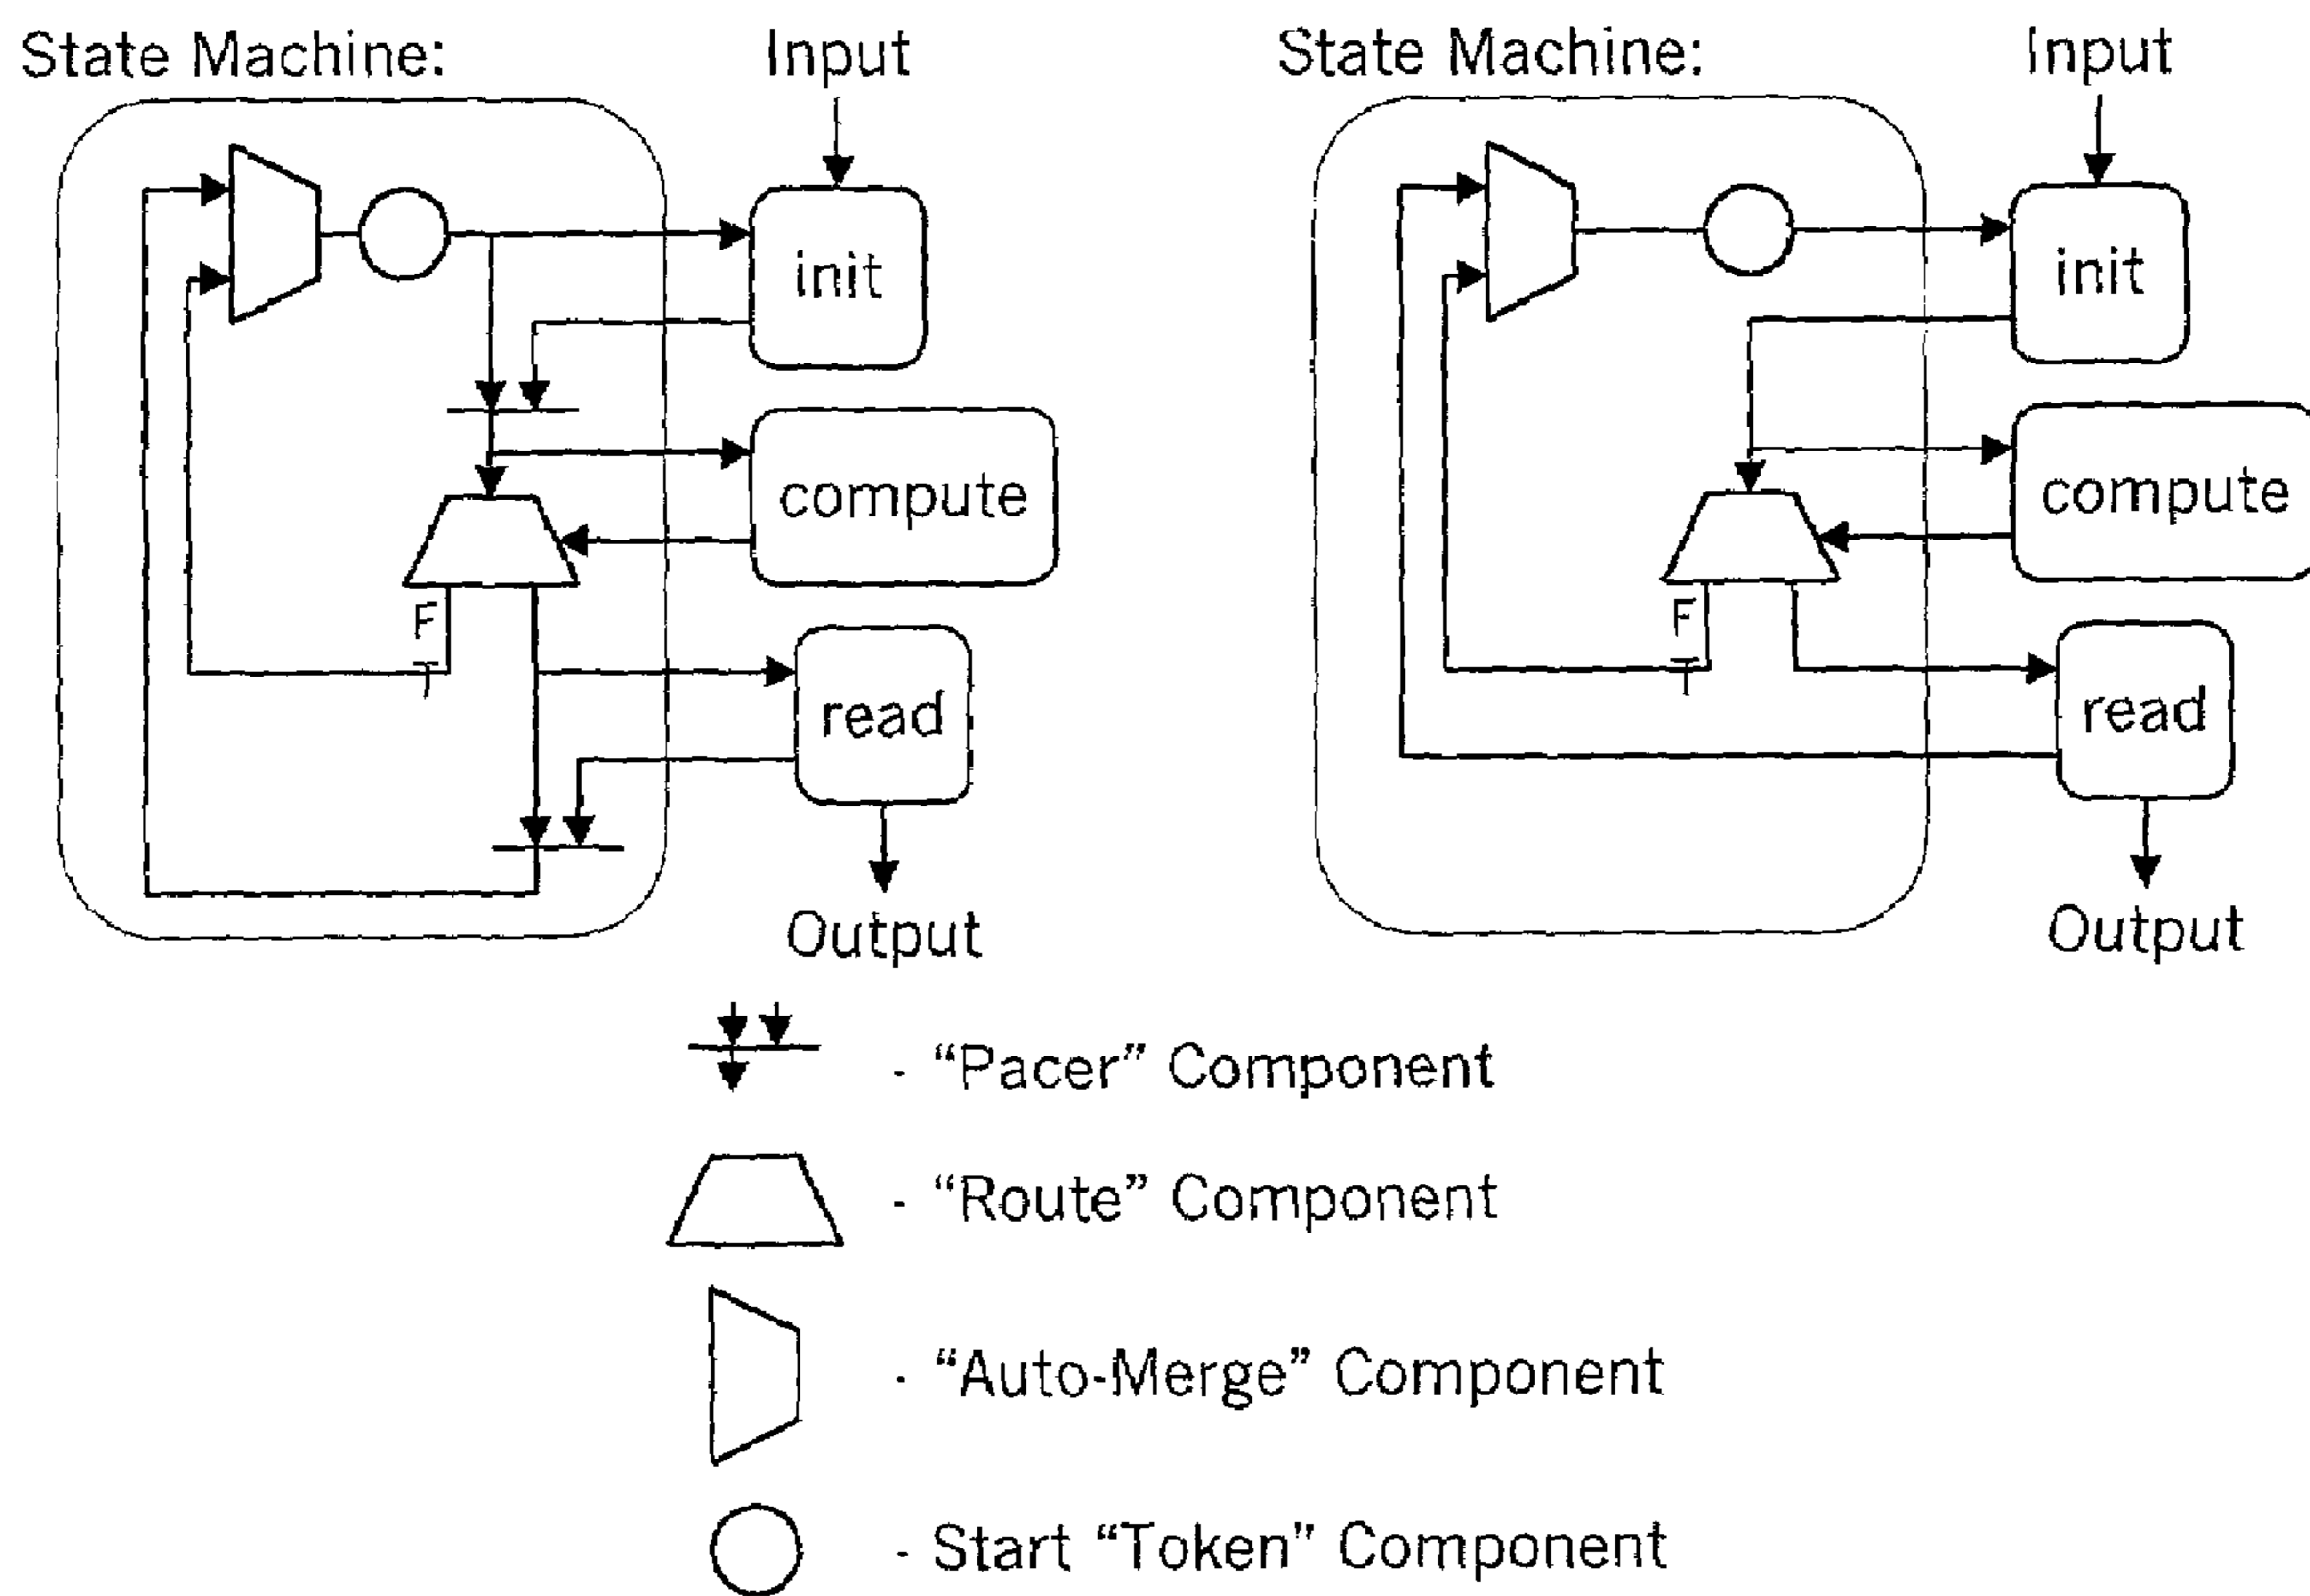 State Machine:
Input
init
compute
F
T
read
Output
State Machine:
Input
init
compute
F
T
read
Output
- “Pacer” Component
- “Route” Component
- “Auto-Merge” Component
- Start “Token” Component